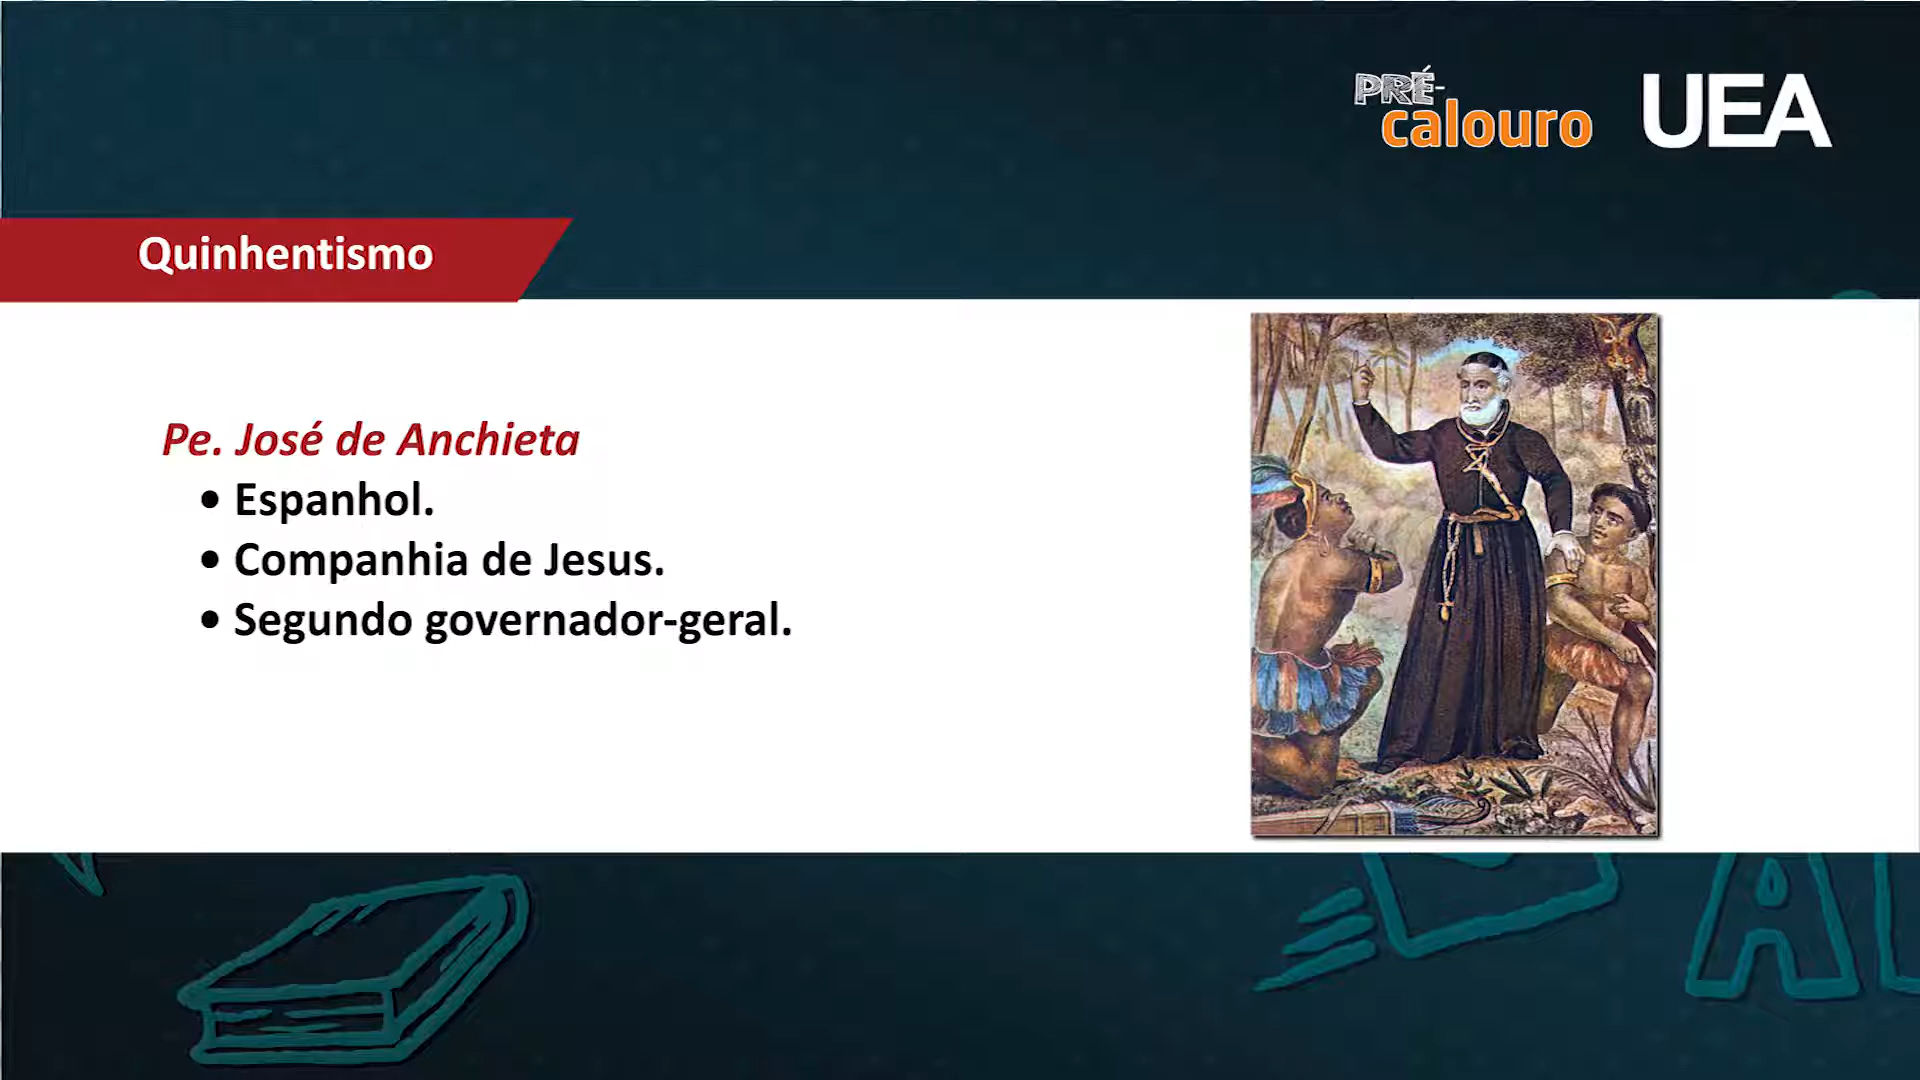 PRÉ-
calouro
UEA
Quinhentismo
Pe. José de Anchieta
• Espanhol.
• Companhia de Jesus.
• Segundo governador-geral.